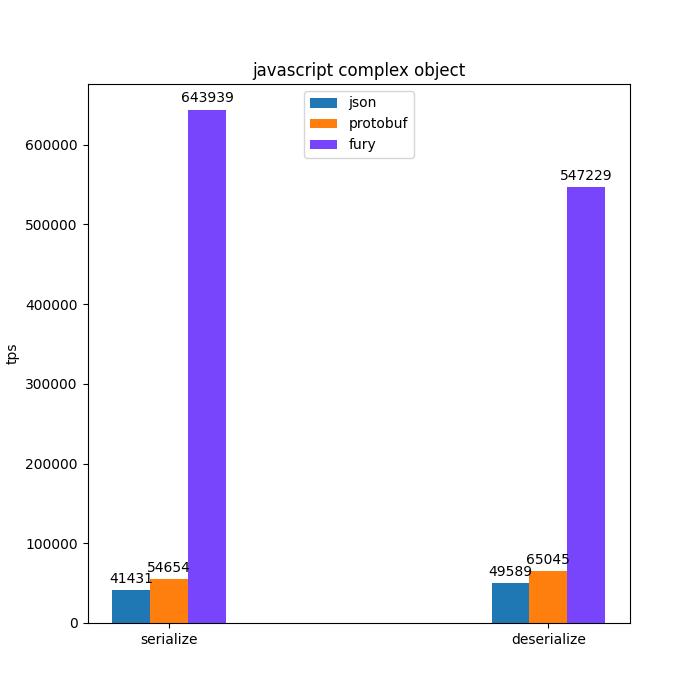 javascript complex object
643939
json
protobuf
fury
547229
600000
500000
400000
tps
300000
200000
100000
41431
54654
49589
65045
0
serialize
deserialize